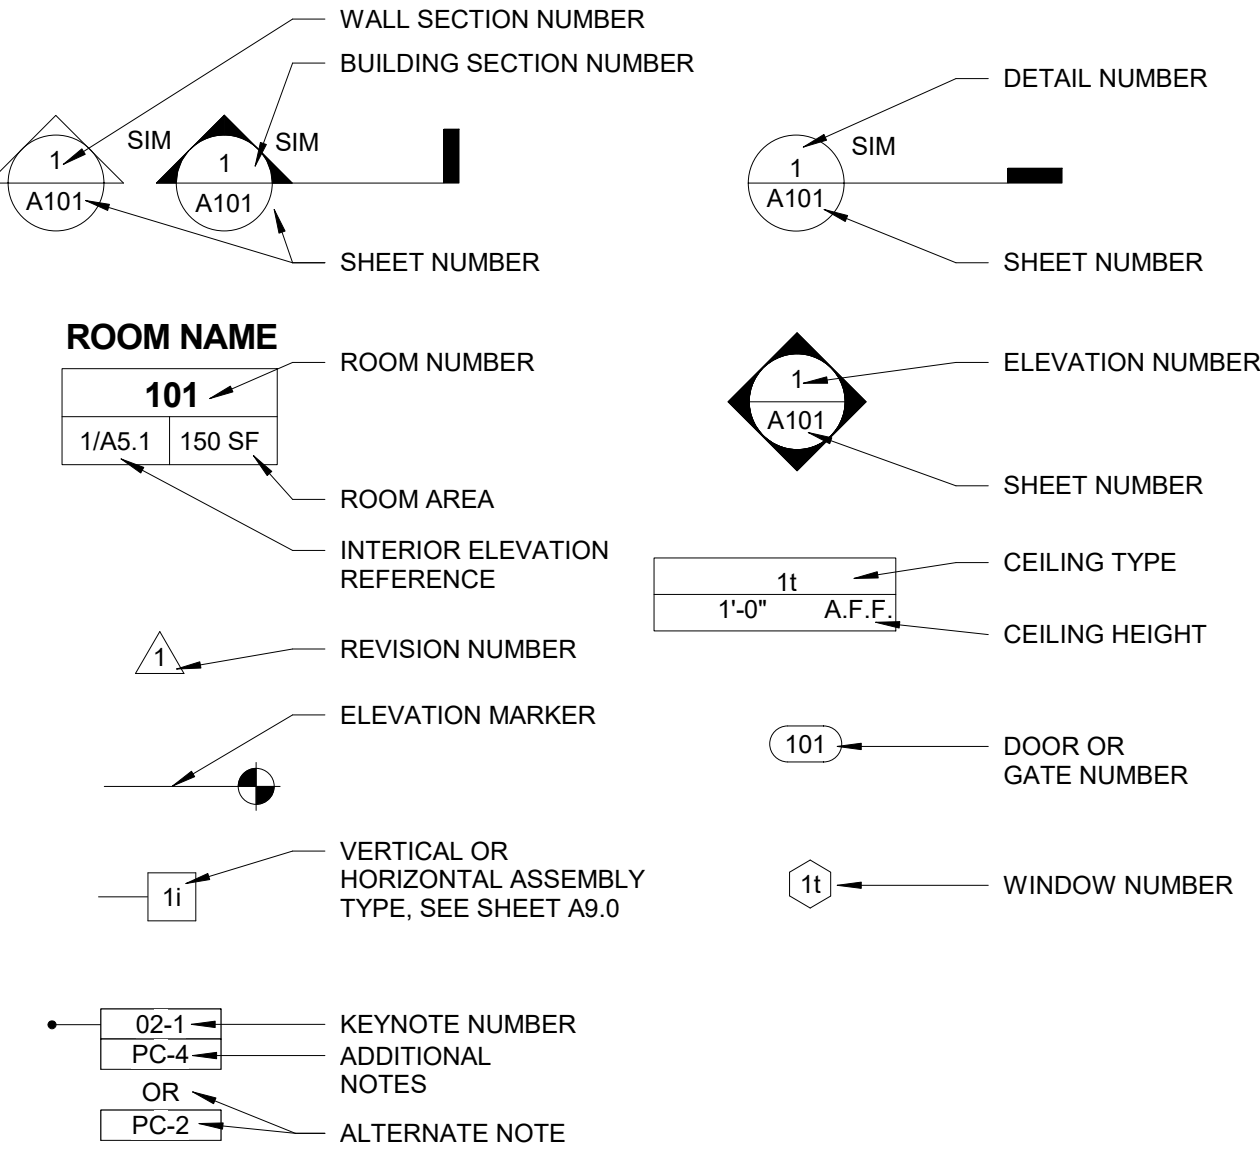 WALL SECTION NUMBER
BUILDING SECTION NUMBER
SIM
SIM
1
A101
1
A101
SHEET NUMBER
DETAIL NUMBER
SIM
1
A101
SHEET NUMBER
ROOM NAME
101
1/A5.1
150 SF
ROOM NUMBER
ROOM AREA
INTERIOR ELEVATION
REFERENCE
ELEVATION NUMBER
1
A101
SHEET NUMBER
1t
1'-0" A.F.F.
CEILING TYPE
CEILING HEIGHT
1
REVISION NUMBER
ELEVATION MARKER
101
DOOR OR
GATE NUMBER
1i
VERTICAL OR
HORIZONTAL ASSEMBLY
TYPE, SEE SHEET A9.0
1t
WINDOW NUMBER
02-1
KEYNOTE NUMBER
PC-4
ADDITIONAL
NOTES
OR
PC-2
ALTERNATE NOTE